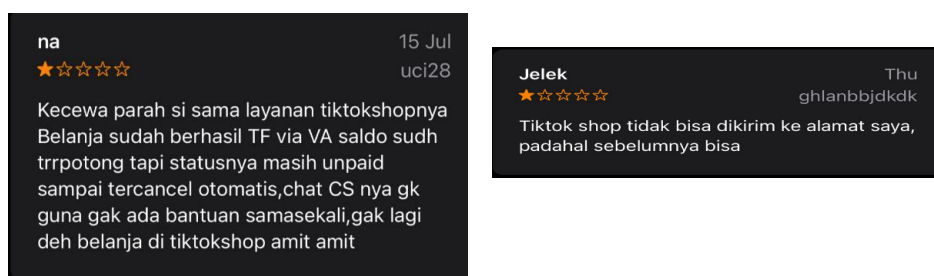 na
15 Jul
★☆☆☆☆
uci28
Kecewa parah si sama layanan tiktokshopnya
Belanja sudah berhasil TF via VA saldo sudh
trrpotong tapi statusnya masih unpaid
sampai tercancel otomatis,chat CS nya gk
guna gak ada bantuan samasekali,gak lagi
deh belanja di tiktokshop amit amit
Jelek
Thu
★☆☆☆☆
ghlanbbjdkdk
Tiktok shop tidak bisa dikirim ke alamat saya,
padahal sebelumnya bisa